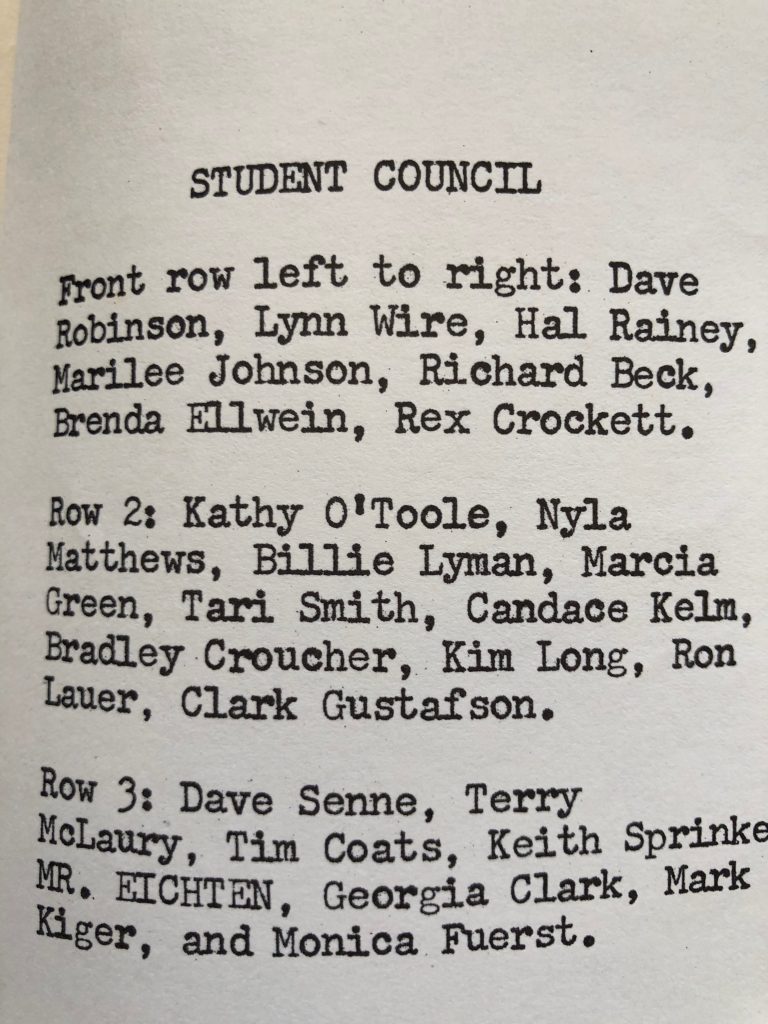 STUDENT COUNCIL
Front row left to right: Dave
Robinson, Lynn Wire, Hal Rainey,
Marilee Johnson, Richard Beck,
Brenda Ellwein, Rex Crockett.
Row 2: Kathy O'Toole, Nyla
Matthews, Billie Lyman, Marcia
Green, Tari Smith, Candace Kelm,
Bradley Croucher, Kim Long, Ron
Lauer, Clark Gustafson.
Row 3: Dave Senne, Terry
McLaury, Tim Coats, Keith
MR. EICHTEN, Georgia Clark, Mark
Kiger, and Monica Fuerst.